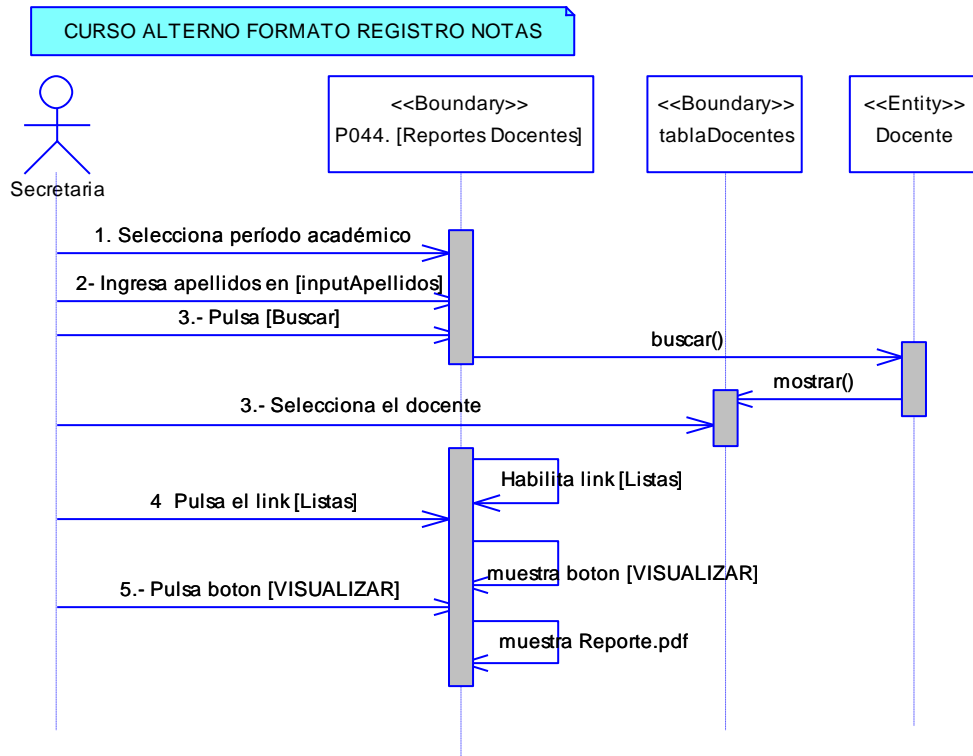 CURSO ALTERNO FORMATO REGISTRO NOTAS
<<Boundary>>
P044. [Reportes Docentes]
<<Boundary>>
tablaDocentes
<<Entity>>
Docente
Secretaria
1. Selecciona período académico
2- Ingresa apellidos en [inputApellidos]
3.- Pulsa [Buscar]
buscar()
mostrar()
3.- Selecciona el docente
Habilita link [Listas]
4 Pulsa el link [Listas]
muestra boton [VISUALIZAR]
5.- Pulsa boton [VISUALIZAR]
muestra Reporte.pdf